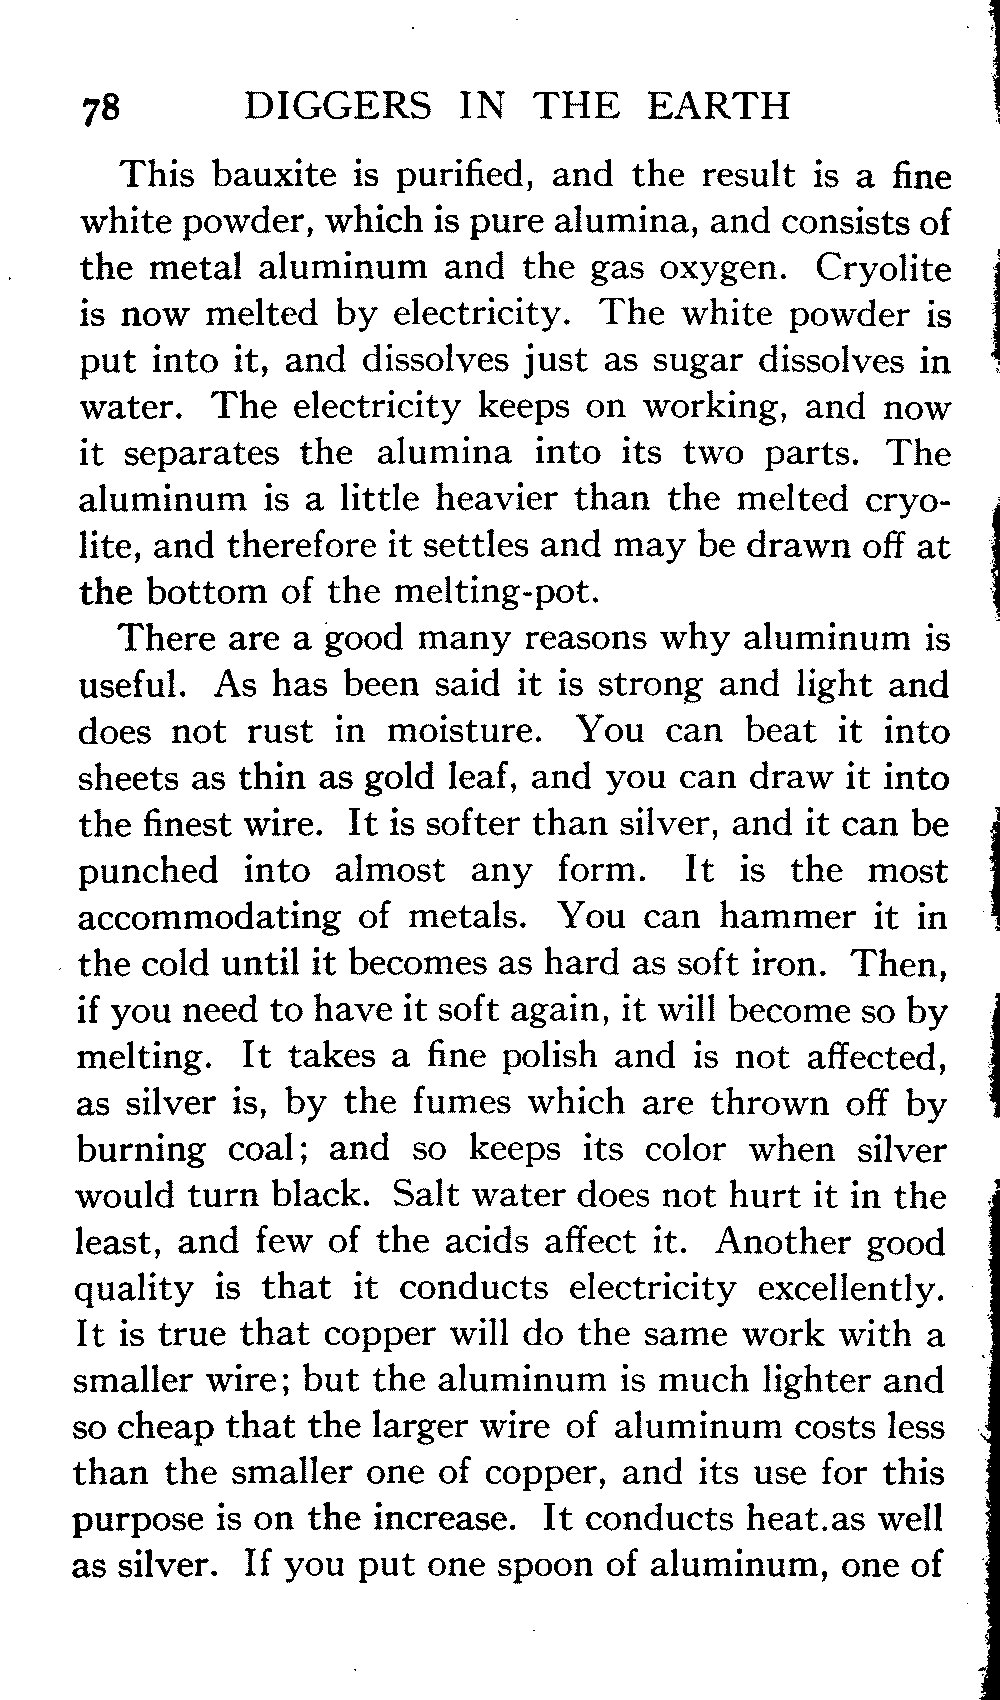 78 DIGGERS IN THE EARTH
This bauxite is purified, and the result is a fine
white powder, which is pure alumina, and consists of
the metal aluminum and the gas oxygen. Cryolite
is now melted by electricity. The white powder is
put into it, and dissolves just as sugar dissolves in
water. The electricity keeps on working, and now
it separates the alumina into its two parts. The
aluminum is a little heavier than the melted cryo-
lite, and therefore it settles and may be drawn off at
the bottom of the melting-pot.
There are a good many reasons why aluminum is
useful. As has been said it is strong and light and
does not rust in moisture. You can beat it into
sheets as thin as gold leaf, and you can draw it into
the finest wire. It is softer than silver, and it can be
punched into almost any form. It is the most
accommodating of metals. You can hammer it in
the cold until it becomes as hard as soft iron. Then,
if you need to have it soft again, it will become so by
melting. It takes a fine polish and is not affected,
as silver is, by the fumes which are thrown off by
burning coal; and so keeps its color when silver
would turn black. Salt water does not hurt it in the
least, and few of the acids affect it. Another good
quality is that it conducts electricity excellently.
It is true that copper will do the same work with a
smaller wire; but the aluminum is much lighter and
so cheap that the larger wire of aluminum costs less
than the smaller one of copper, and its use for this
purpose is on the increase. It conducts heat.as well
as silver. If you put one spoon of aluminum, one of